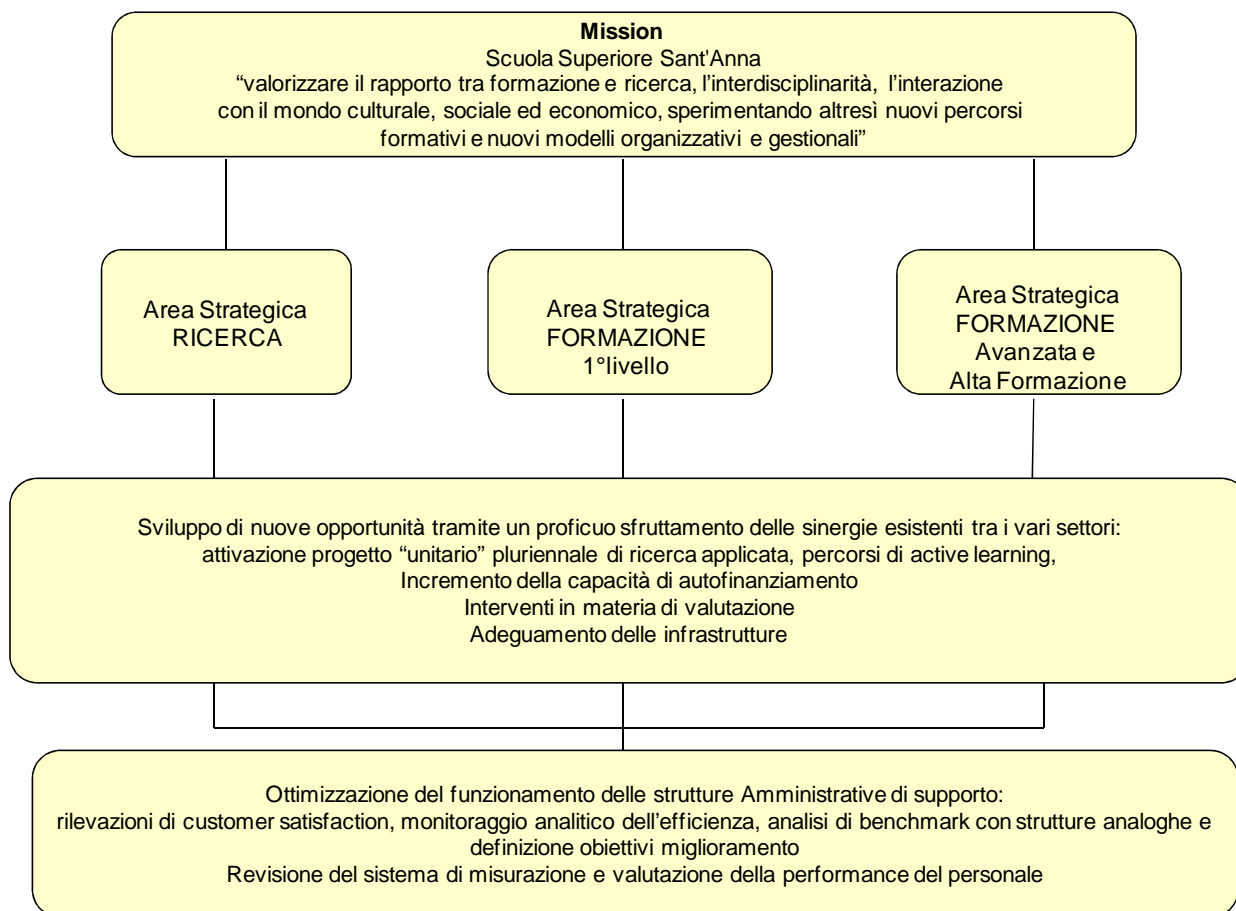 Mission
Scuola Superiore Sant'Anna
“valorizzare il rapporto tra formazione e ricerca, l’interdisciplinarità, l’interazione
con il mondo culturale, sociale ed economico, sperimentando altresì nuovi percorsi
formativi e nuovi modelli organizzativi e gestionali”
Area Strategica
RICERCA
Area Strategica
FORMAZIONE
1°livello
Area Strategica
FORMAZIONE
Avanzata e
Alta Formazione
Sviluppo di nuove opportunità tramite un proficuo sfruttamento delle sinergie esistenti tra i vari settori:
attivazione progetto “unitario” pluriennale di ricerca applicata, percorsi di active learning,
Incremento della capacità di autofinanziamento
Interventi in materia di valutazione
Adeguamento delle infrastrutture
Ottimizzazione del funzionamento delle strutture Amministrative di supporto:
rilevazioni di customer satisfaction, monitoraggio analitico dell’efficienza, analisi di benchmark con strutture analoghe e
definizione obiettivi miglioramento
Revisione del sistema di misurazione e valutazione della performance del personale